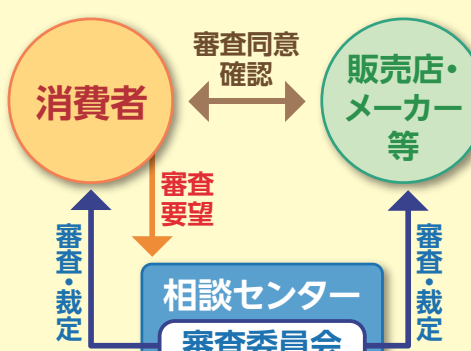 審査同意
確認
消費者
販売店・
メーカー
等
審査
要望
審査・裁定
審査・裁定
相談センター
審査委員会